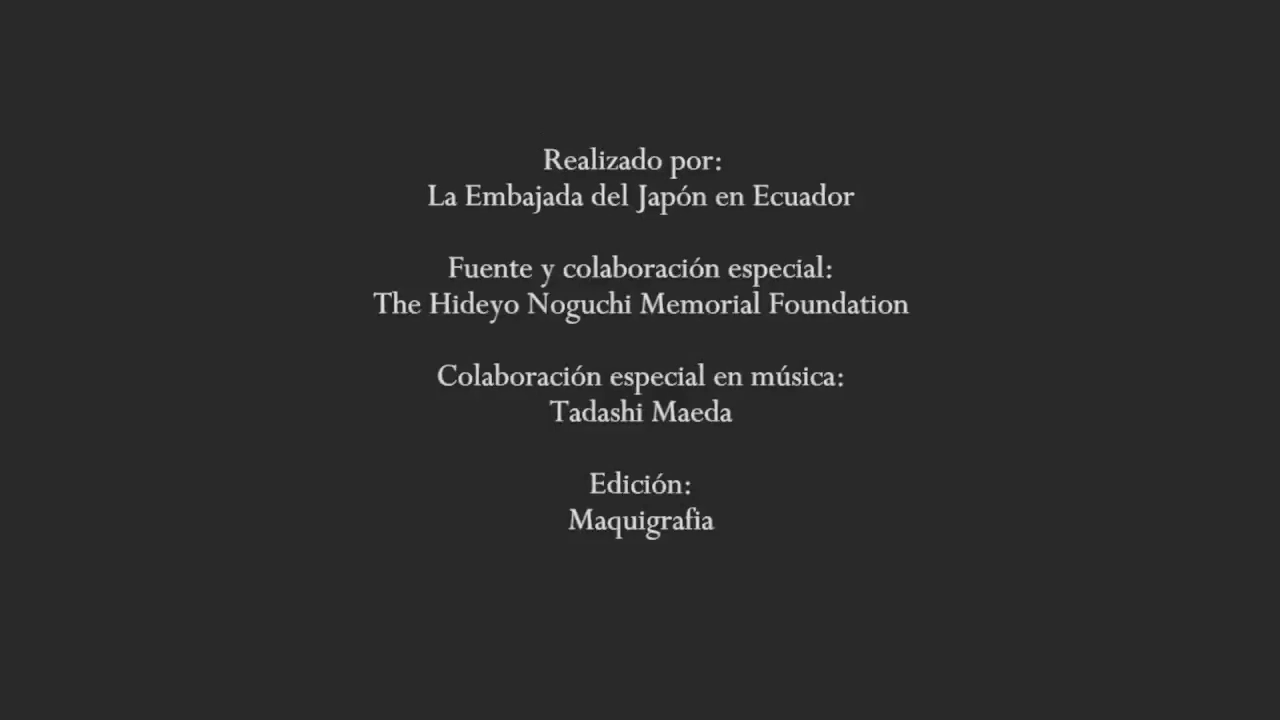 Realizado por:
La Embajada del Japón en Ecuador
Fuente y colaboración especial:
The Hideyo Noguchi Memorial Foundation
Colaboración especial en música:
Tadashi Maeda
Edición:
Maquigrafia